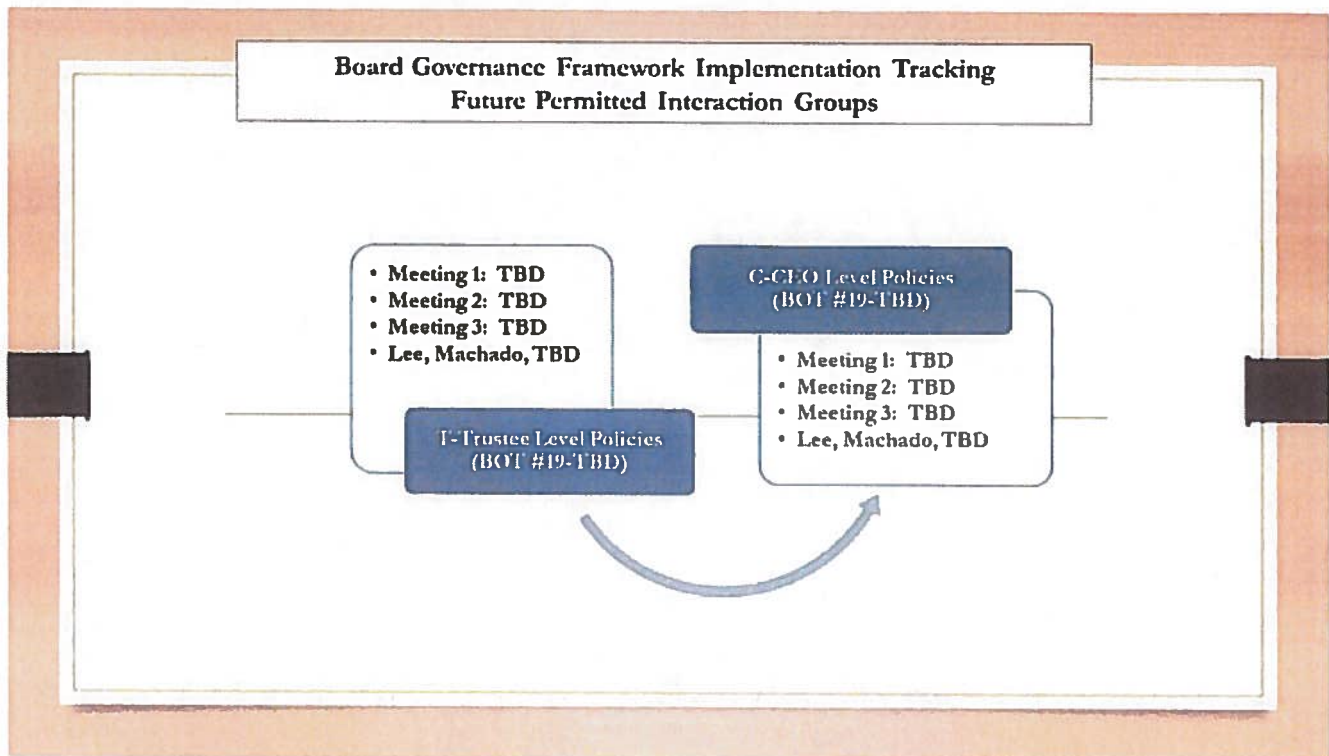 Board Governance Framework Implementation Tracking
Future Permitted Interaction Groups
• Meeting 1: TBD
• Meeting 2: TBD
• Meeting 3: TBD
• Lee, Machado, TBD
T-Trustee Level Policies
(BOT #19-TBD)
C-CEO Level Policies
(BOT #19-TBD)
• Meeting 1: TBD
• Meeting 2: TBD
• Meeting 3: TBD
• Lee, Machado, TBD